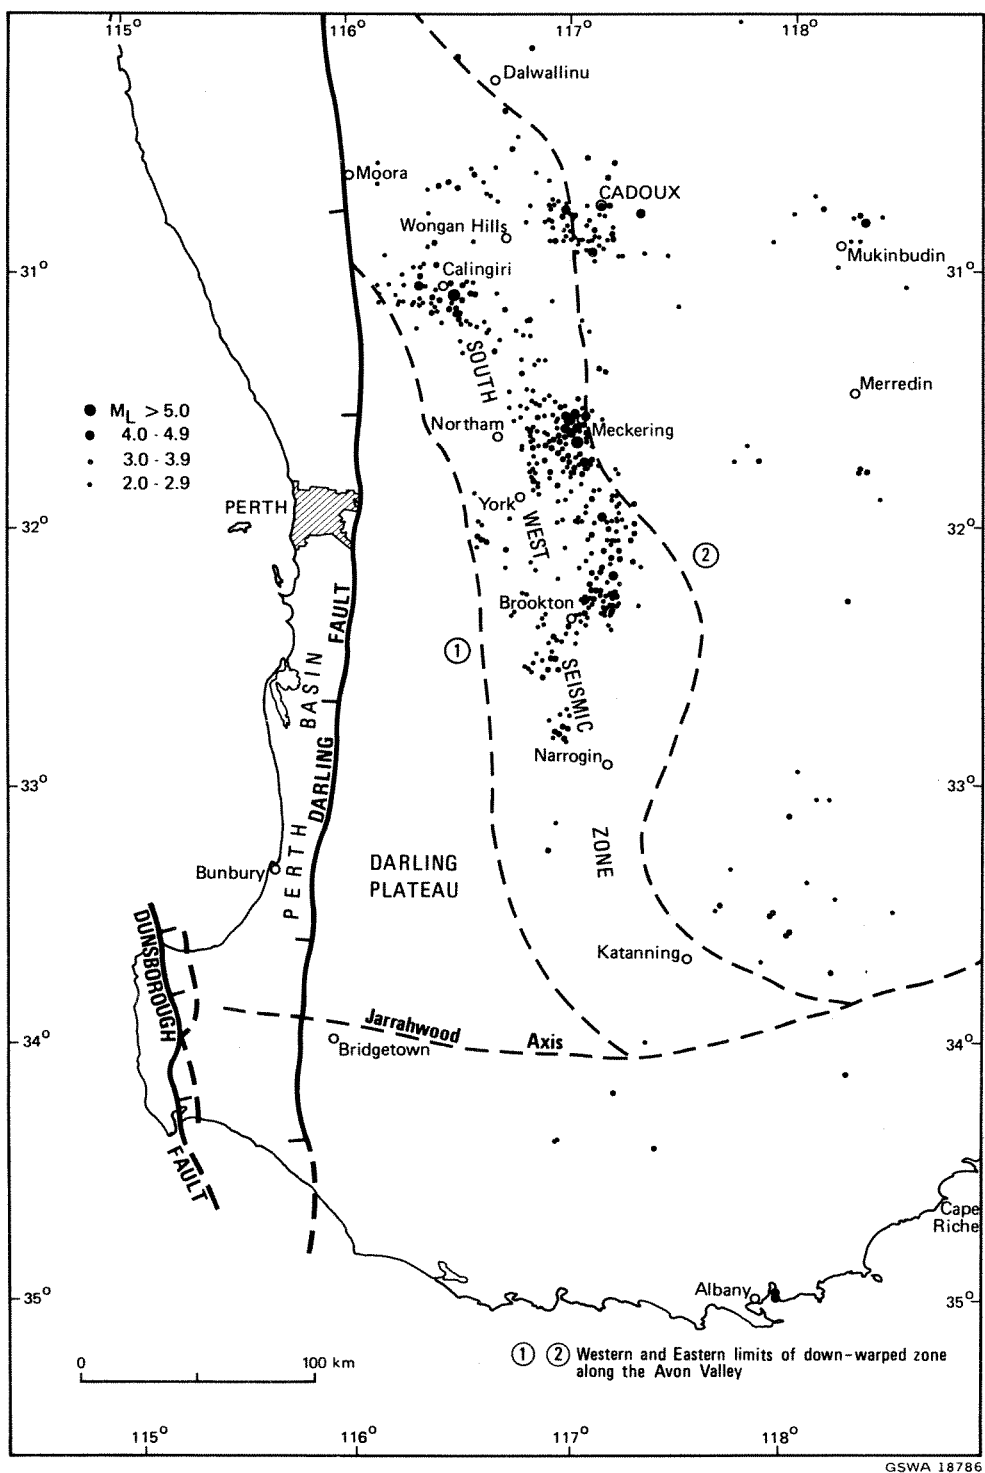 115° 116° 117° 118°
Dalwallinu
Moora
CADOUX
Wongan Hills
Mukinbudin
31° Calingiri 31°
SOUTH
Merredin
M_L > 5.0
4.0 - 4.9
3.0 - 3.9
2.0 - 2.9
Northam
Meckering
PERTH
York
WEST
32° 32°
2
Brookton
1
FAULT
BASIN
SEISMIC
DARLING
Narrogin
33° 33°
PERTH
ZONE
Bunbury
DARLING
PLATEAU
DUNSBOROUGH
Katanning
Jarrahwood Axis
34° 34°
Bridgetown
FAULT
Cape
Riche
Albany
35° 35°
1 2 Western and Eastern limits of down-warped zone
along the Avon Valley
0 100 km
115° 116° 117° 118°
GSWA 18786